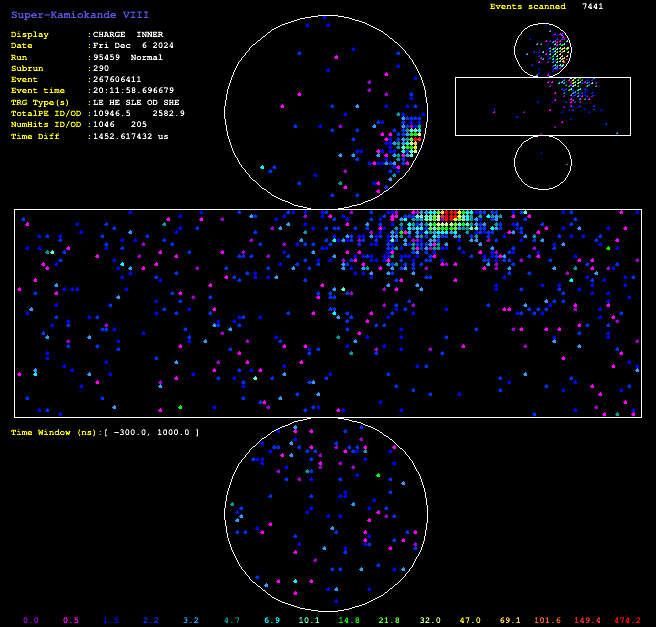 Super-Kamiokande VIII
Events scanned 7441
Display :CHARGE INNER
Date :Fri Dec 6 2024
Run :95459 Normal
Subrun :290
Event :267606411
Event time :20:11:58.696679
TRG Type(s) :LE HE SLE OD SHE
TotalPE ID/OD :10946.5 2582.9
NumHits ID/OD :1046 205
Time Diff :1452.617432 us
Time Window (ns):[ -300.0, 1000.0 ]
0.0 0.5 1.3 2.2 3.2 4.7 6.9 10.1 14.8 21.8 32.0 47.0 69.1 101.6 149.4 474.2